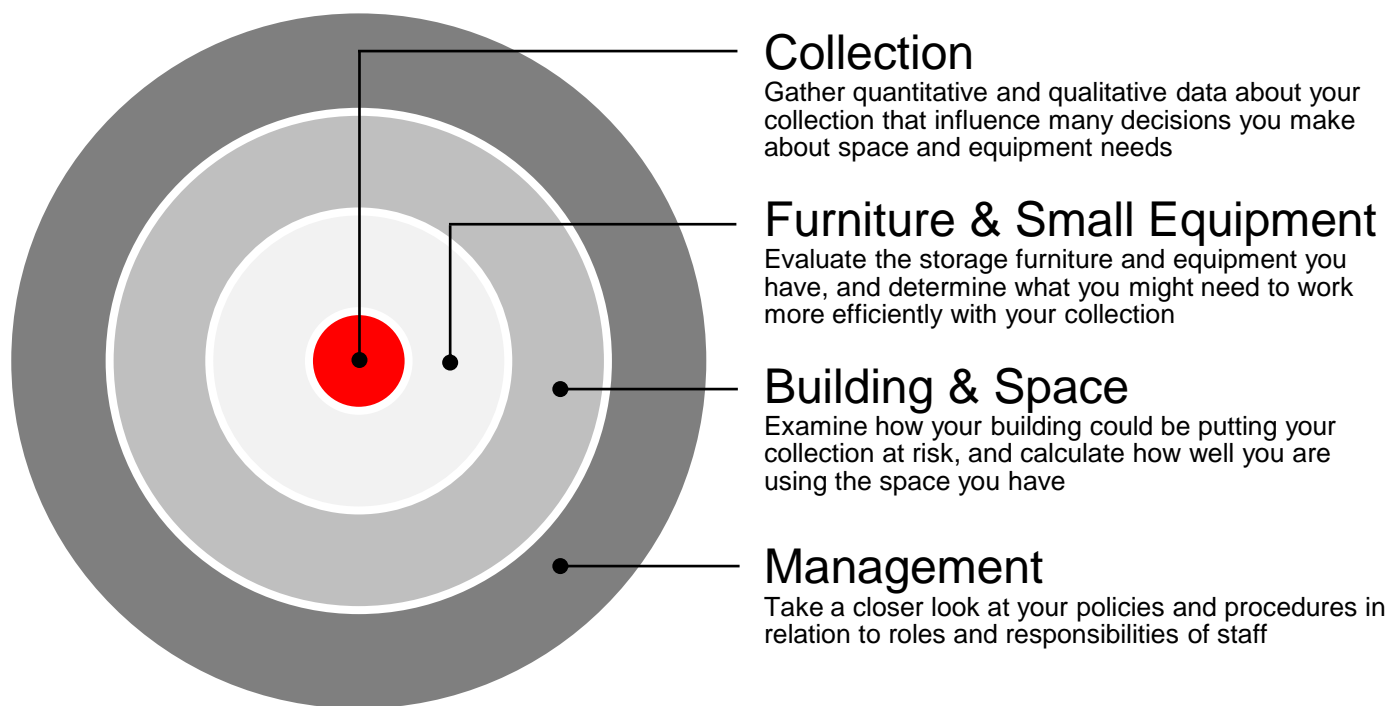 Collection
Gather quantitative and qualitative data about your
collection that influence many decisions you make
about space and equipment needs
Furniture & Small Equipment
Evaluate the storage furniture and equipment you
have, and determine what you might need to work
more efficiently with your collection
Building & Space
Examine how your building could be putting your
collection at risk, and calculate how well you are
using the space you have
Management
Take a closer look at your policies and procedures in
relation to roles and responsibilities of staff